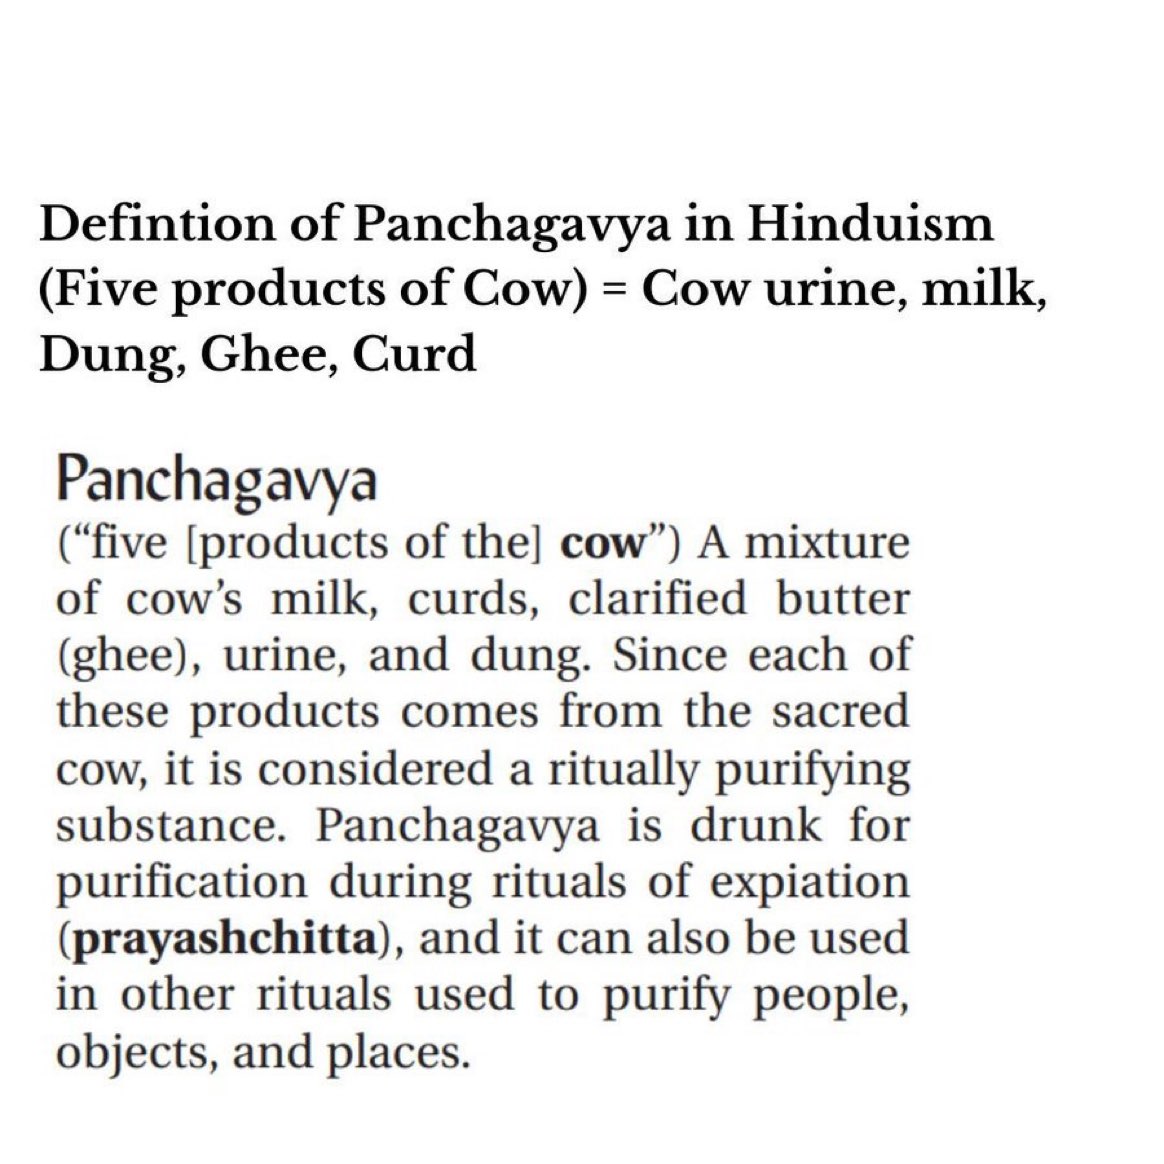 Defintion of Panchagavya in Hinduism
(Five products of Cow) = Cow urine, milk,
Dung, Ghee, Curd
Panchagavya
(“five [products of the] cow”) A mixture
of cow’s milk, curds, clarified butter
(ghee), urine, and dung. Since each of
these products comes from the sacred
cow, it is considered a ritually purifying
substance. Panchagavya is drunk for
purification during rituals of expiation
(prayashchitta), and it can also be used
in other rituals used to purify people,
objects, and places.